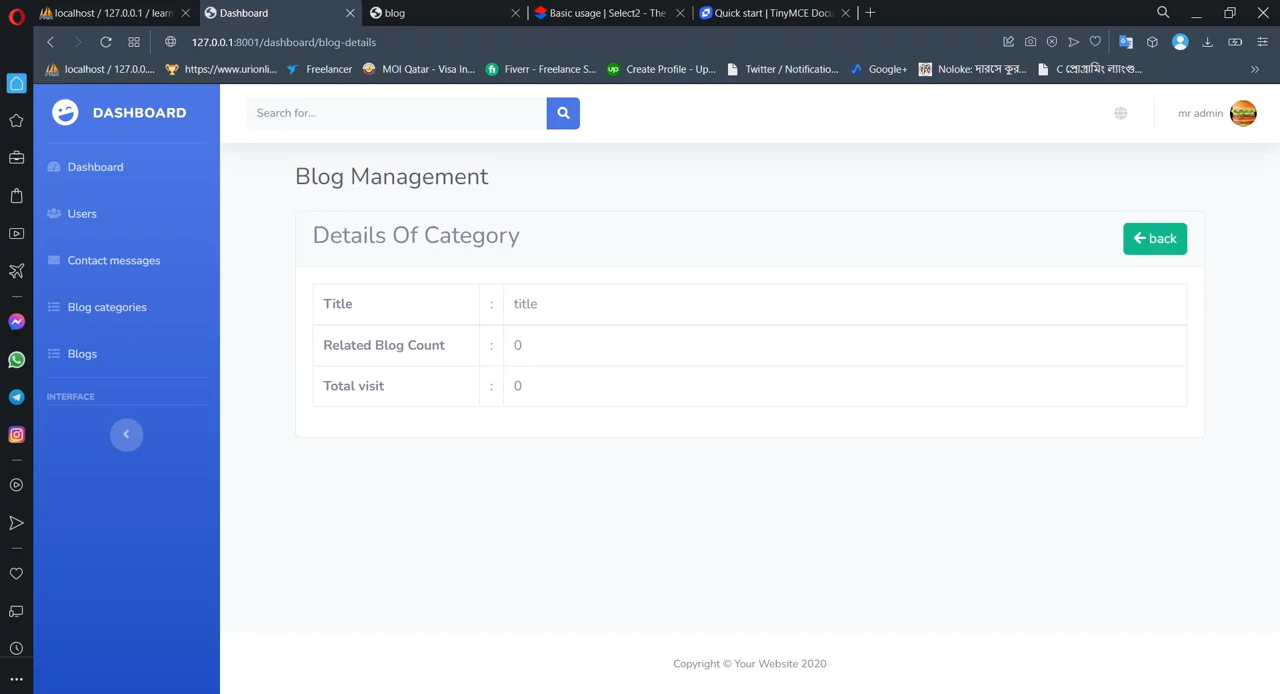 localhost / 127.0.0.1 / learn
Dashboard
blog
Basic usage | Select2 - The
Quick start | TinyMCE Docu
127.0.0.1:8001/dashboard/blog-details
localhost / 127.0.0....
https://www.urionli...
Freelancer
MOI Qatar - Visa In...
Fiverr - Freelance S...
Create Profile - Up...
Twitter / Notificatio...
Google+
Noloke: দারসে কুর...
C প্রোগ্রামিং ল্যাংগু...
DASHBOARD
Search for...
mr admin
Dashboard
Users
Contact messages
Blog categories
Blogs
INTERFACE
Blog Management
Details Of Category
back
Title : title
Related Blog Count : 0
Total visit : 0
Copyright © Your Website 2020